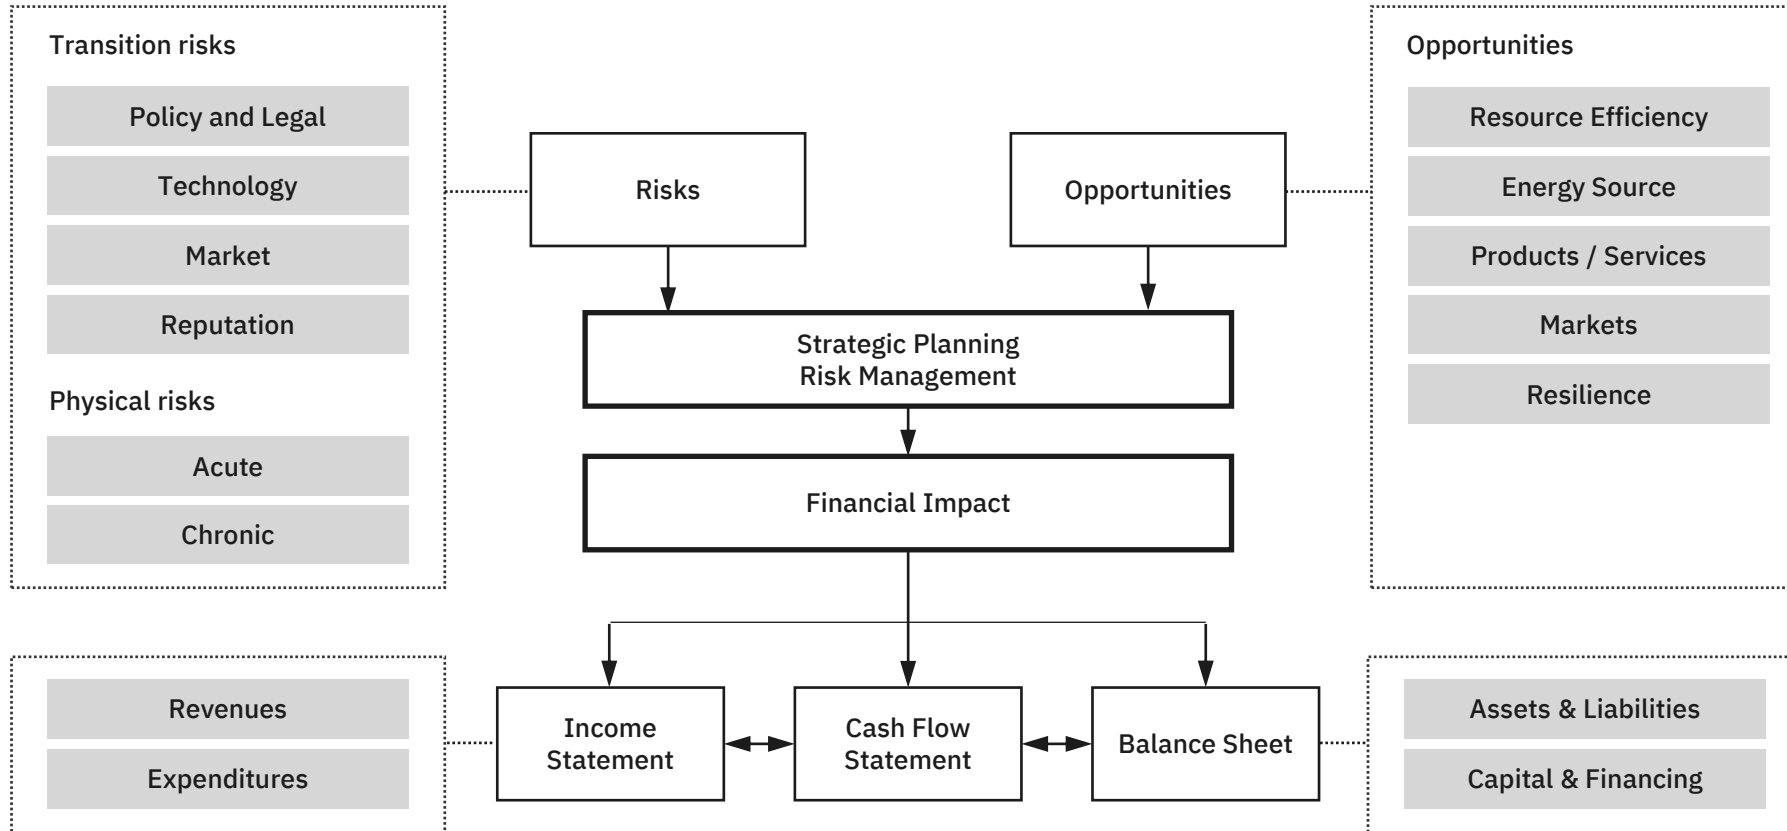 Transition risks
Policy and Legal
Technology
Market
Reputation
Physical risks
Acute
Chronic
Risks
Opportunities
Strategic Planning
Risk Management
Financial Impact
Opportunities
Resource Efficiency
Energy Source
Products / Services
Markets
Resilience
Revenues
Expenditures
Income
Statement
Cash Flow
Statement
Balance Sheet
Assets & Liabilities
Capital & Financing